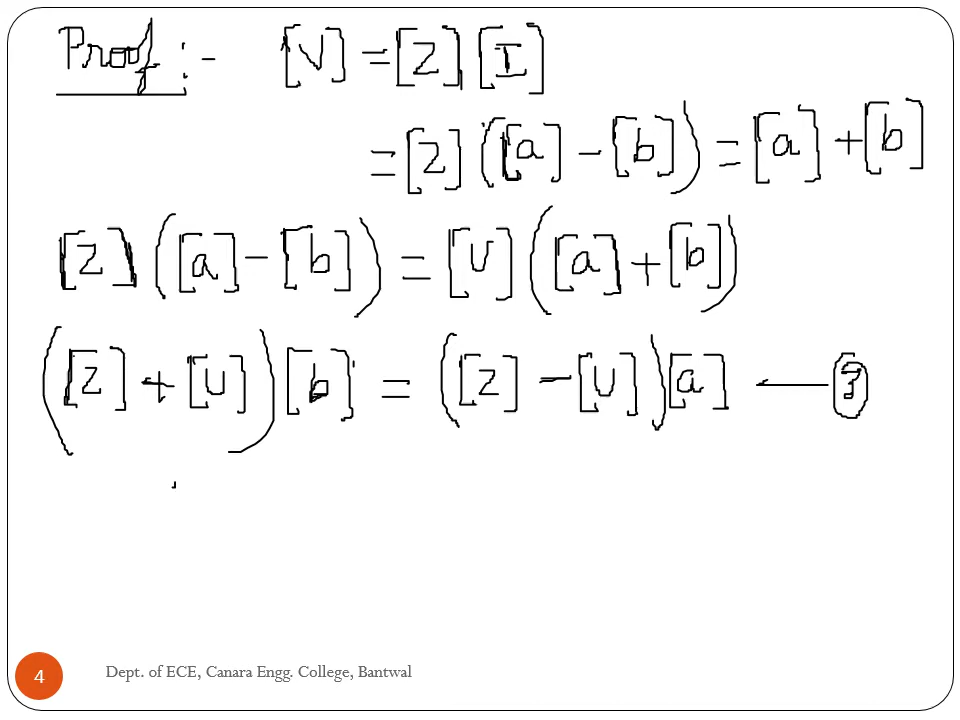 Proof :- [V] = [Z] [I]
= [Z] ([a] - [b]) = [a] + [b]
[Z] ([a] - [b]) = [U] ([a] + [b])
([Z] + [U]) [b] = ([Z] - [U]) [a] — 3
4 Dept. of ECE, Canara Engg. College, Bantwal